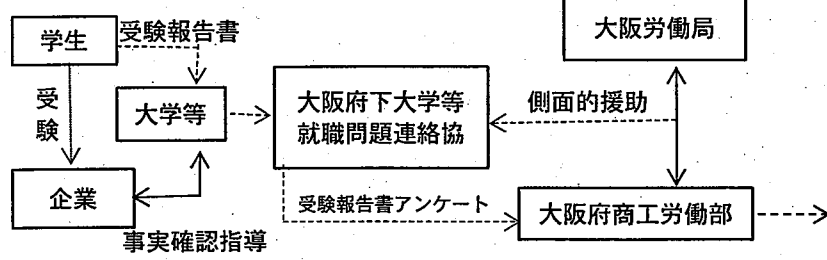 学生
受験報告書
大阪労働局
受験
大学等
大阪府下大学等
就職問題連絡協
側面的援助
企業
受験報告書アンケート
大阪府商工労働部
事実確認指導